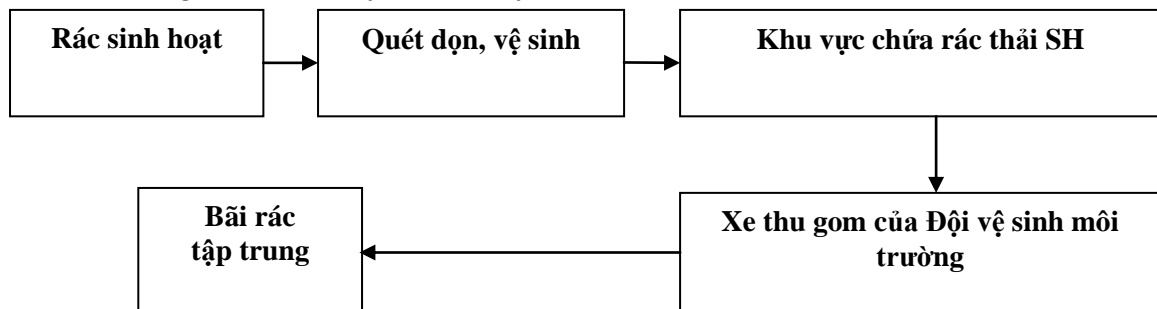 Rác sinh hoạt
Quét dọn, vệ sinh
Khu vực chứa rác thải SH
Bãi rác
tập trung
Xe thu gom của Đội vệ sinh môi
trường